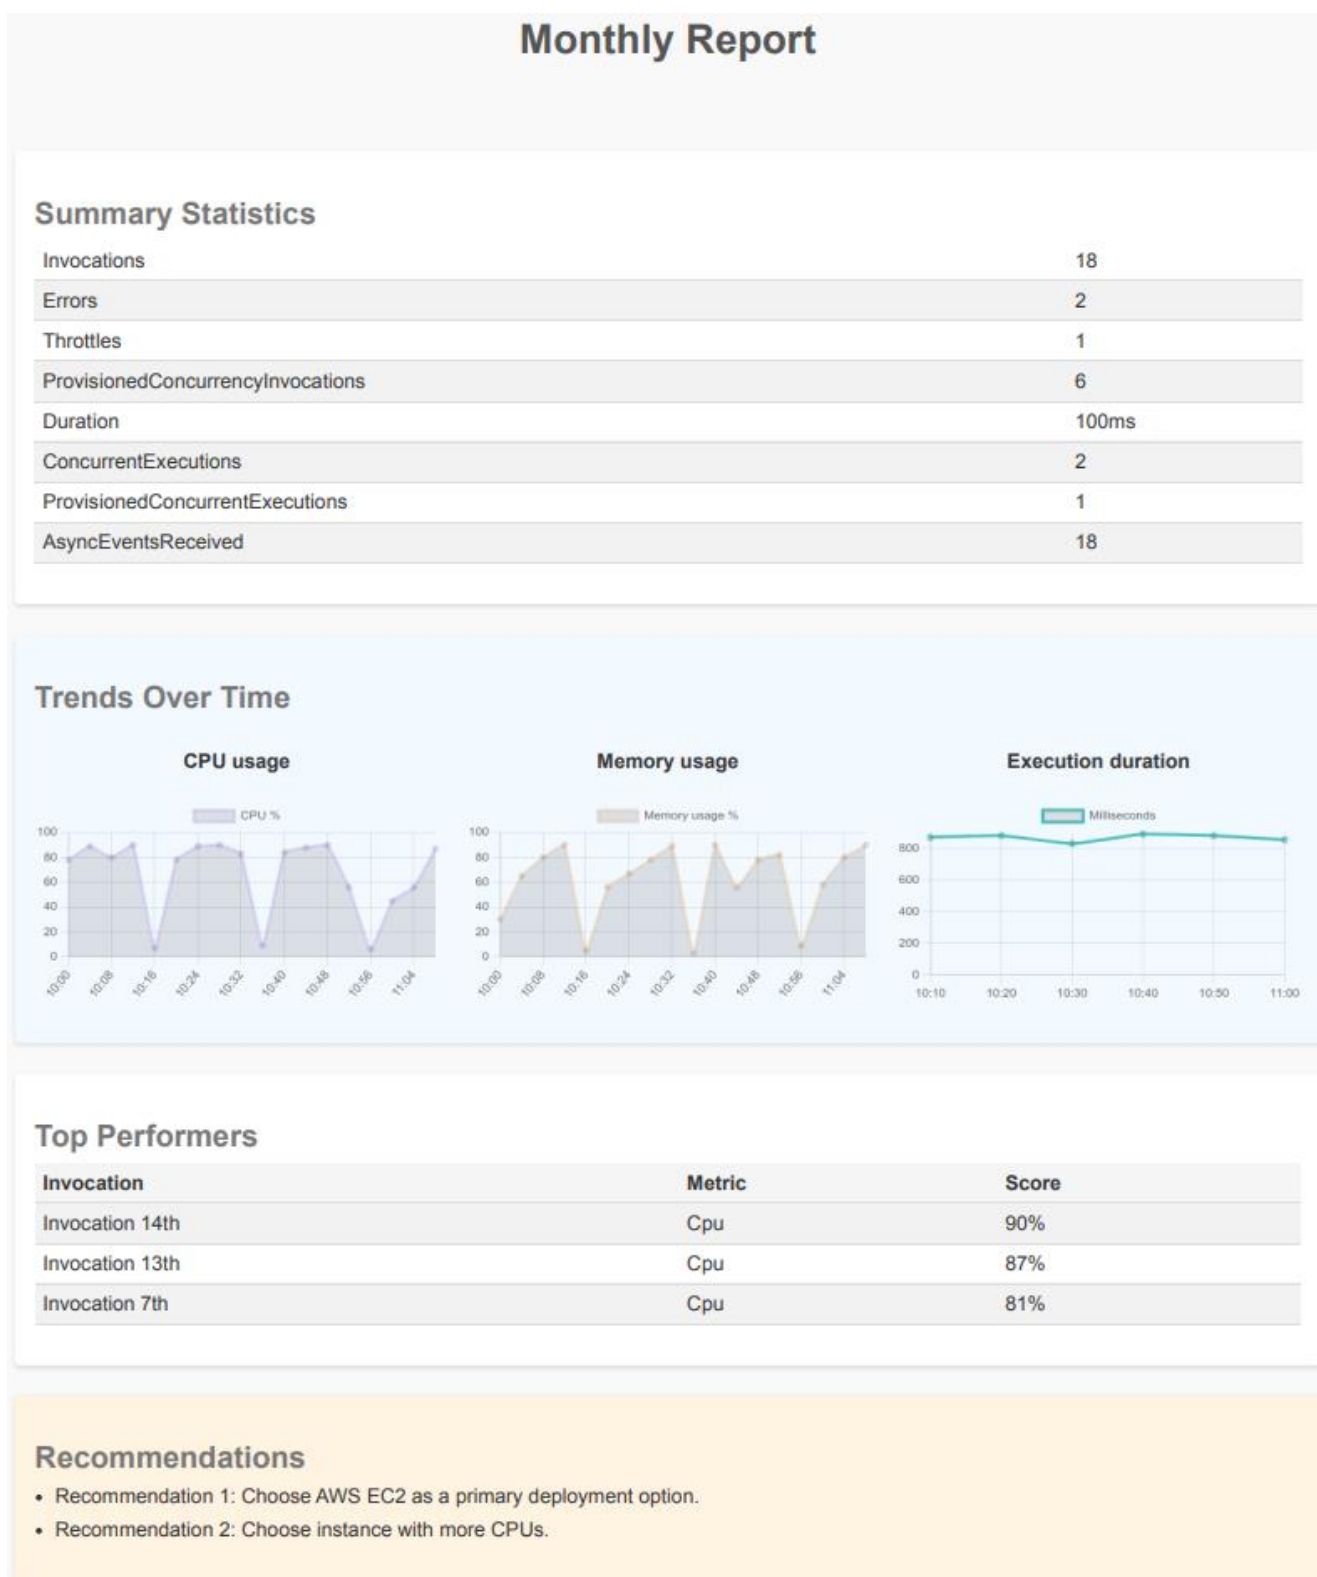 Monthly Report
Summary Statistics
Invocations 18
Errors 2
Throttles 1
ProvisionedConcurrencyInvocations 6
Duration 100ms
ConcurrentExecutions 2
ProvisionedConcurrentExecutions 1
AsyncEventsReceived 18
Trends Over Time
CPU usage
CPU %
100
80
60
40
20
0
10:00 10:08 10:16 10:24 10:32 10:40 10:48 10:56 11:04
Memory usage
Memory usage %
100
80
60
40
20
0
10:00 10:08 10:16 10:24 10:32 10:40 10:48 10:56 11:04
Execution duration
Milliseconds
800
600
400
200
0
10:10 10:20 10:30 10:40 10:50 11:00
Top Performers
Invocation Metric Score
Invocation 14th Cpu 90%
Invocation 13th Cpu 87%
Invocation 7th Cpu 81%
Recommendations
• Recommendation 1: Choose AWS EC2 as a primary deployment option.
• Recommendation 2: Choose instance with more CPUs.